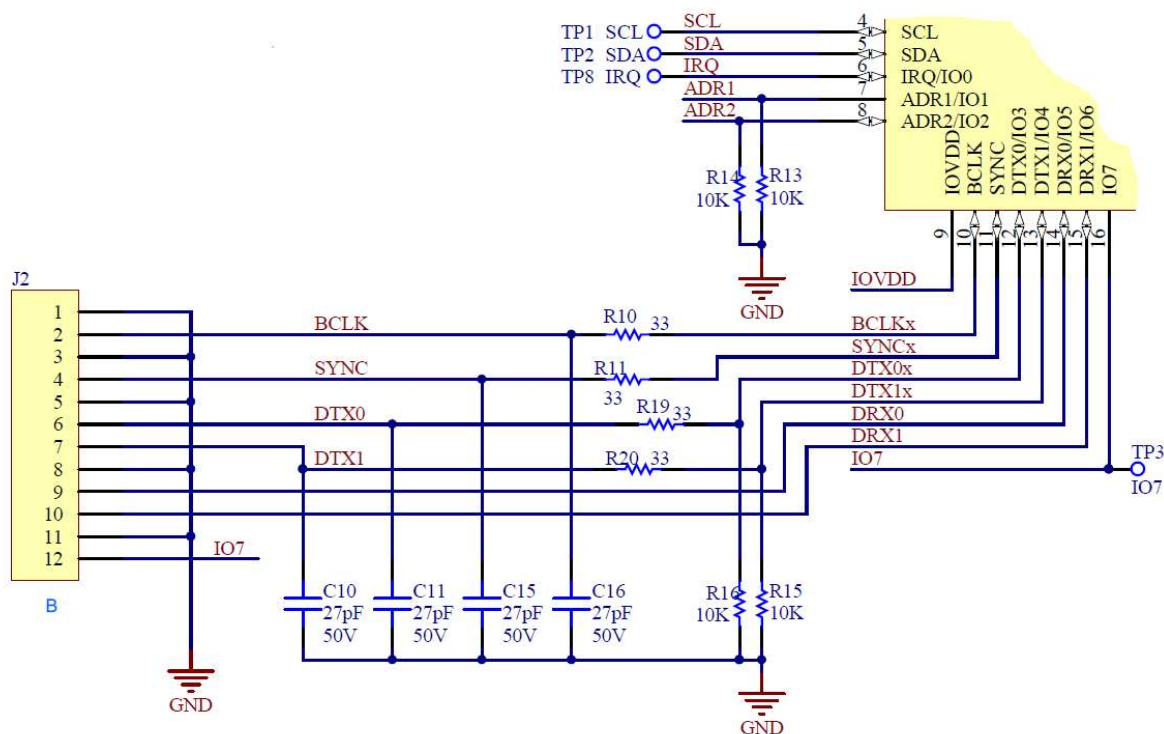 SCL
4
TP1 SCL
SCL
SDA
5
TP2 SDA
SDA
IRQ
6
TP8 IRQ
IRQ/IO0
ADR1
7
ADR1/IO1
ADR2
8
ADR2/IO2
IOVDD
BCLK
SYNC
DTX0/IO3
DTX1/IO4
DRX0/IO5
DRX1/IO6
IO7
9
10
11
12
13
14
15
16
R14
10K
R13
10K
GND
J2
1
2
3
4
5
6
7
8
9
10
11
12
B
IOVDD
BCLK
R10
33
BCLKx
SYNCx
SYNC
R11
33
DTX0x
DTX1x
DTX0
R19
33
DRX0
DRX1
DTX1
R20
33
IO7
TP3
IO7
IO7
C10
27pF
50V
C11
27pF
50V
C15
27pF
50V
C16
27pF
50V
R16
10K
R15
10K
GND
GND